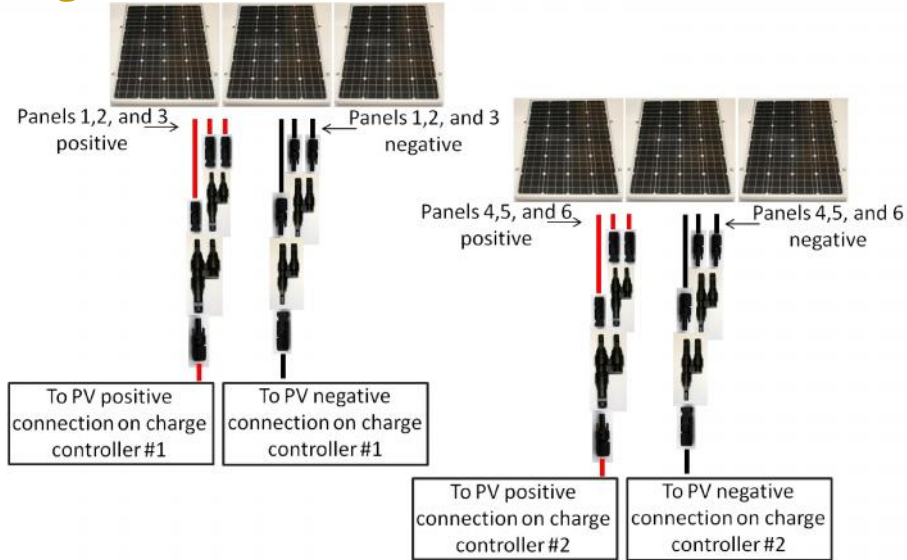 Panels 1,2, and 3
positive
Panels 1,2, and 3
negative
To PV positive
connection on charge
controller #1
To PV negative
connection on charge
controller #1
Panels 4,5, and 6
positive
Panels 4,5, and 6
negative
To PV positive
connection on charge
controller #2
To PV negative
connection on charge
controller #2